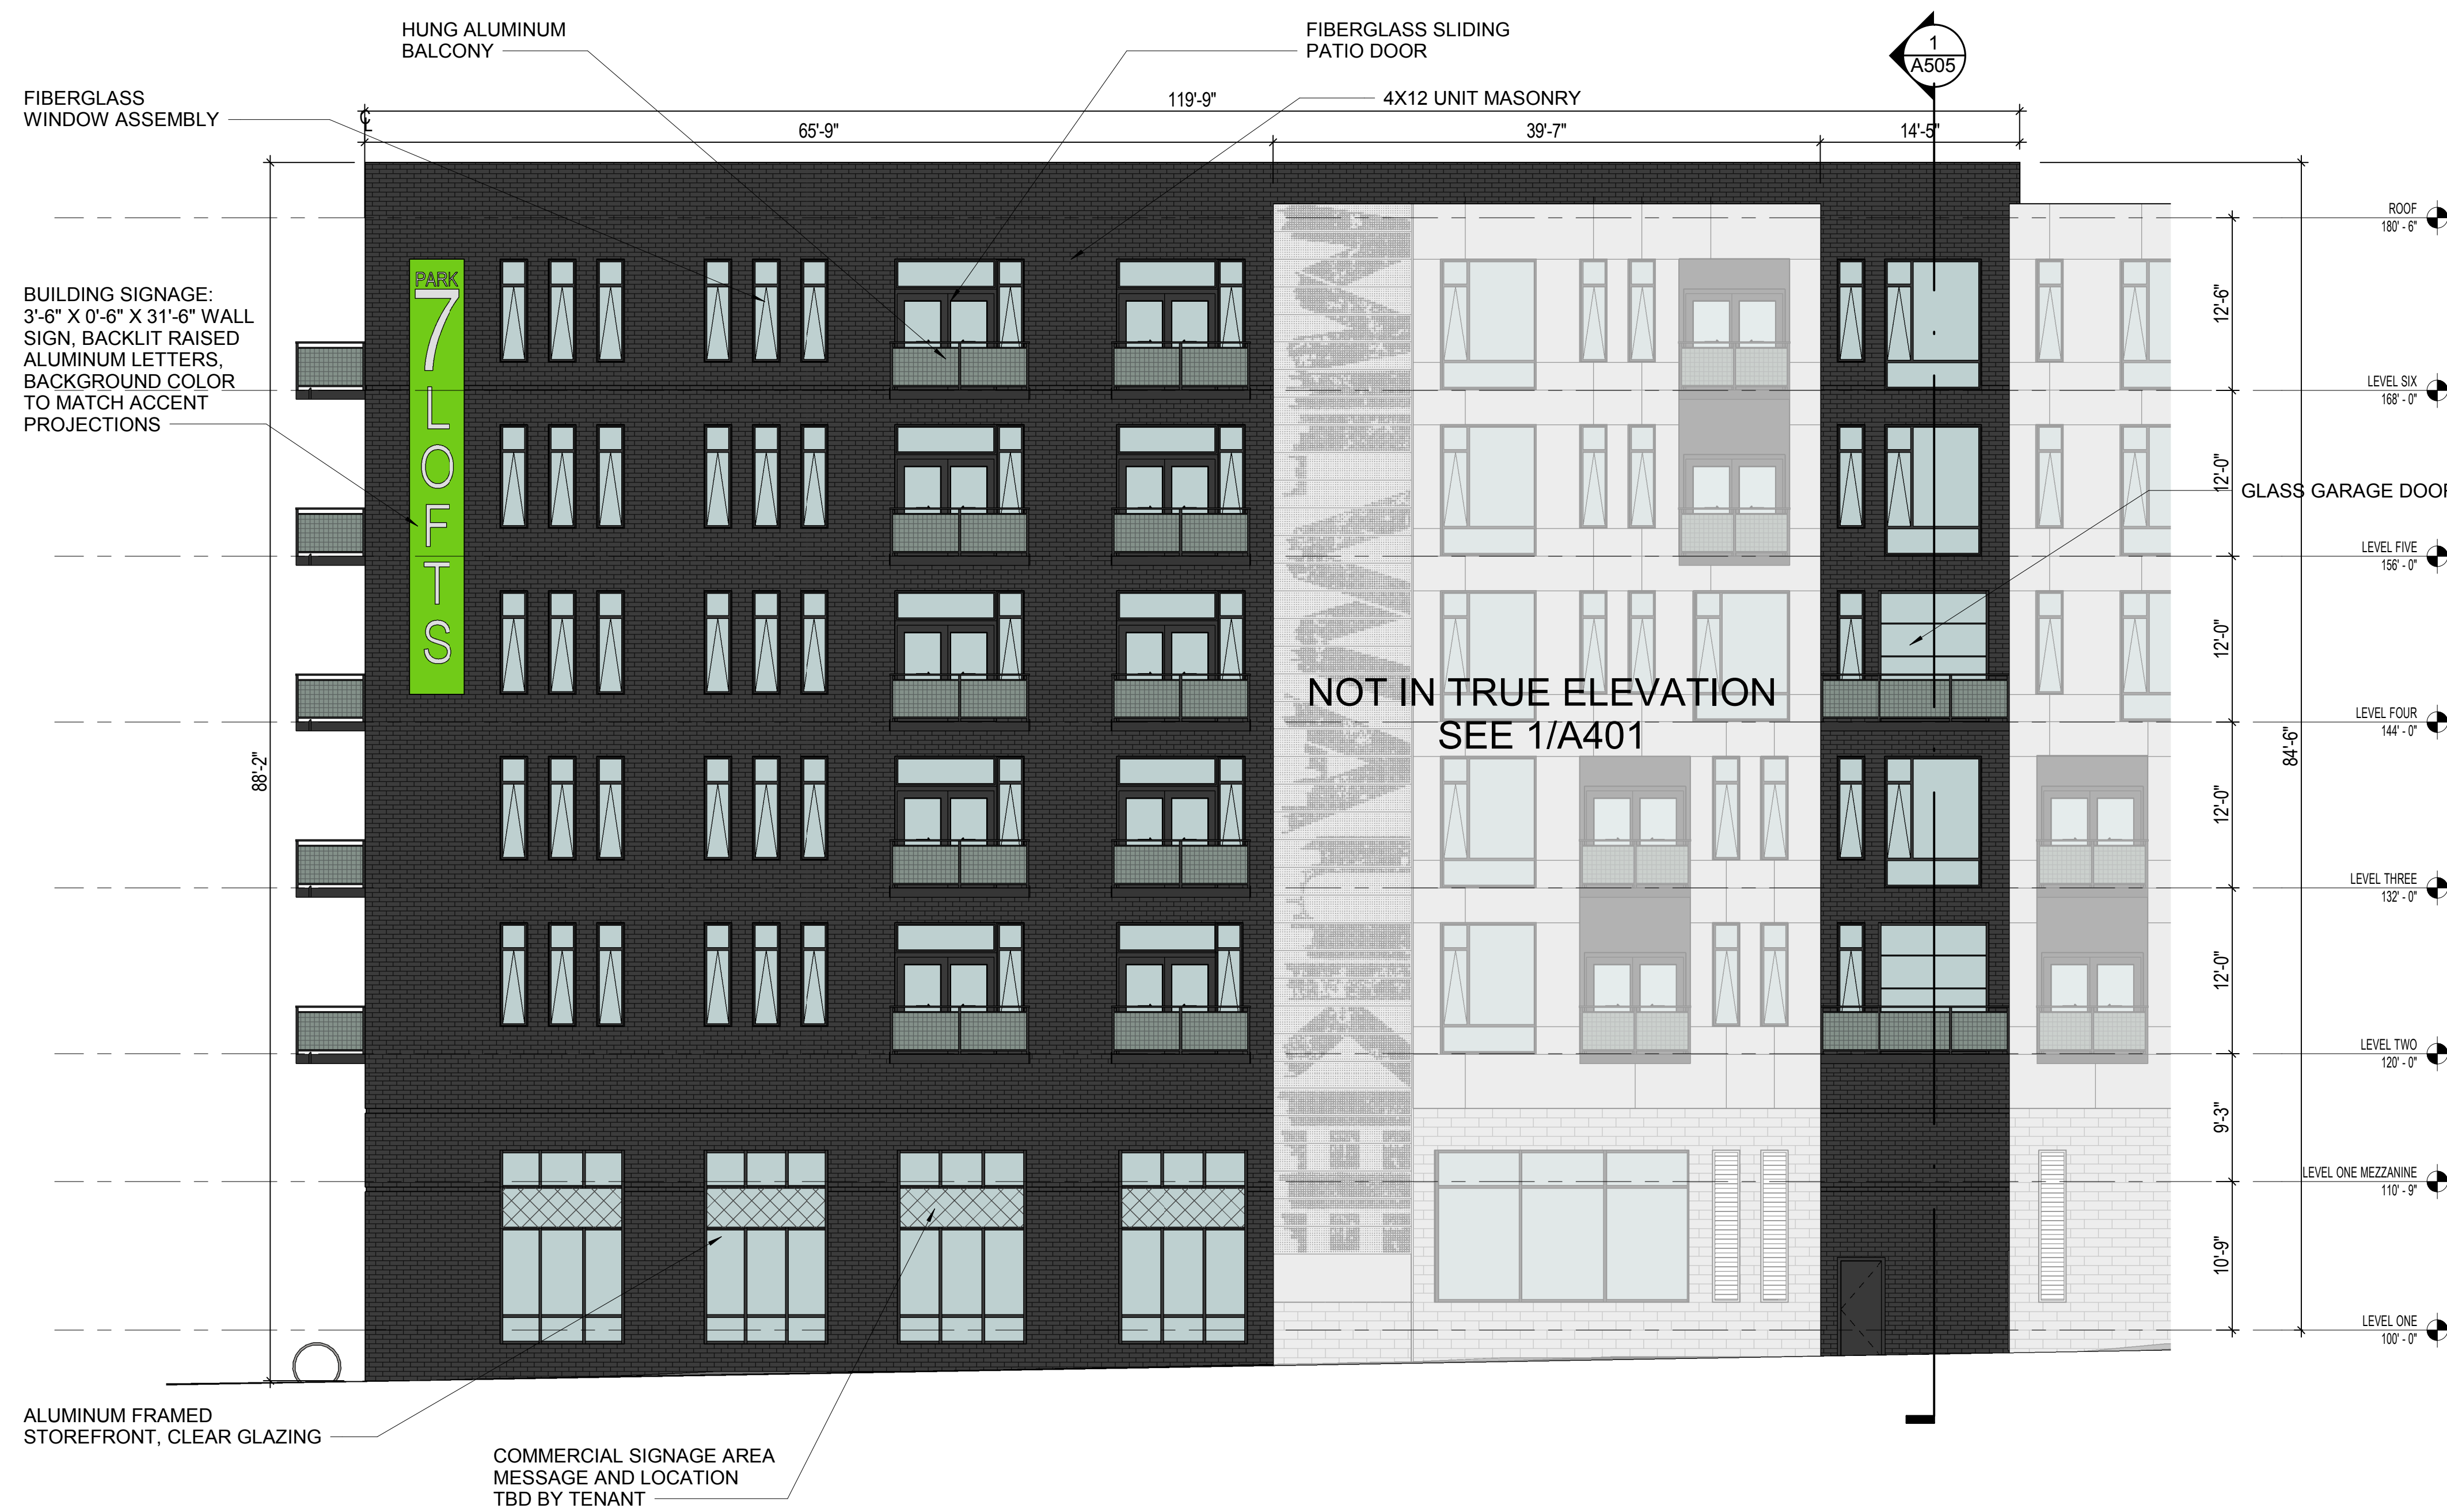 HUNG ALUMINUM
BALCONY
FIBERGLASS SLIDING
PATIO DOOR
1
A505
FIBERGLASS
WINDOW ASSEMBLY
4X12 UNIT MASONRY
119'-9"
CL
65'-9"
39'-7"
14'-5"
ROOF
180' - 6"
BUILDING SIGNAGE:
3'-6" X 0'-6" X 31'-6" WALL
SIGN, BACKLIT RAISED
ALUMINUM LETTERS,
BACKGROUND COLOR
TO MATCH ACCENT
PROJECTIONS
PARK
7
LOFTS
12'-6"
LEVEL SIX
168' - 0"
12'-0"
GLASS GARAGE DOOR
LEVEL FIVE
156' - 0"
12'-0"
NOT IN TRUE ELEVATION
SEE 1/A401
LEVEL FOUR
144' - 0"
88'-2"
84'-6"
12'-0"
LEVEL THREE
132' - 0"
12'-0"
LEVEL TWO
120' - 0"
9'-3"
LEVEL ONE MEZZANINE
110' - 9"
10'-9"
LEVEL ONE
100' - 0"
ALUMINUM FRAMED
STOREFRONT, CLEAR GLAZING
COMMERCIAL SIGNAGE AREA
MESSAGE AND LOCATION
TBD BY TENANT